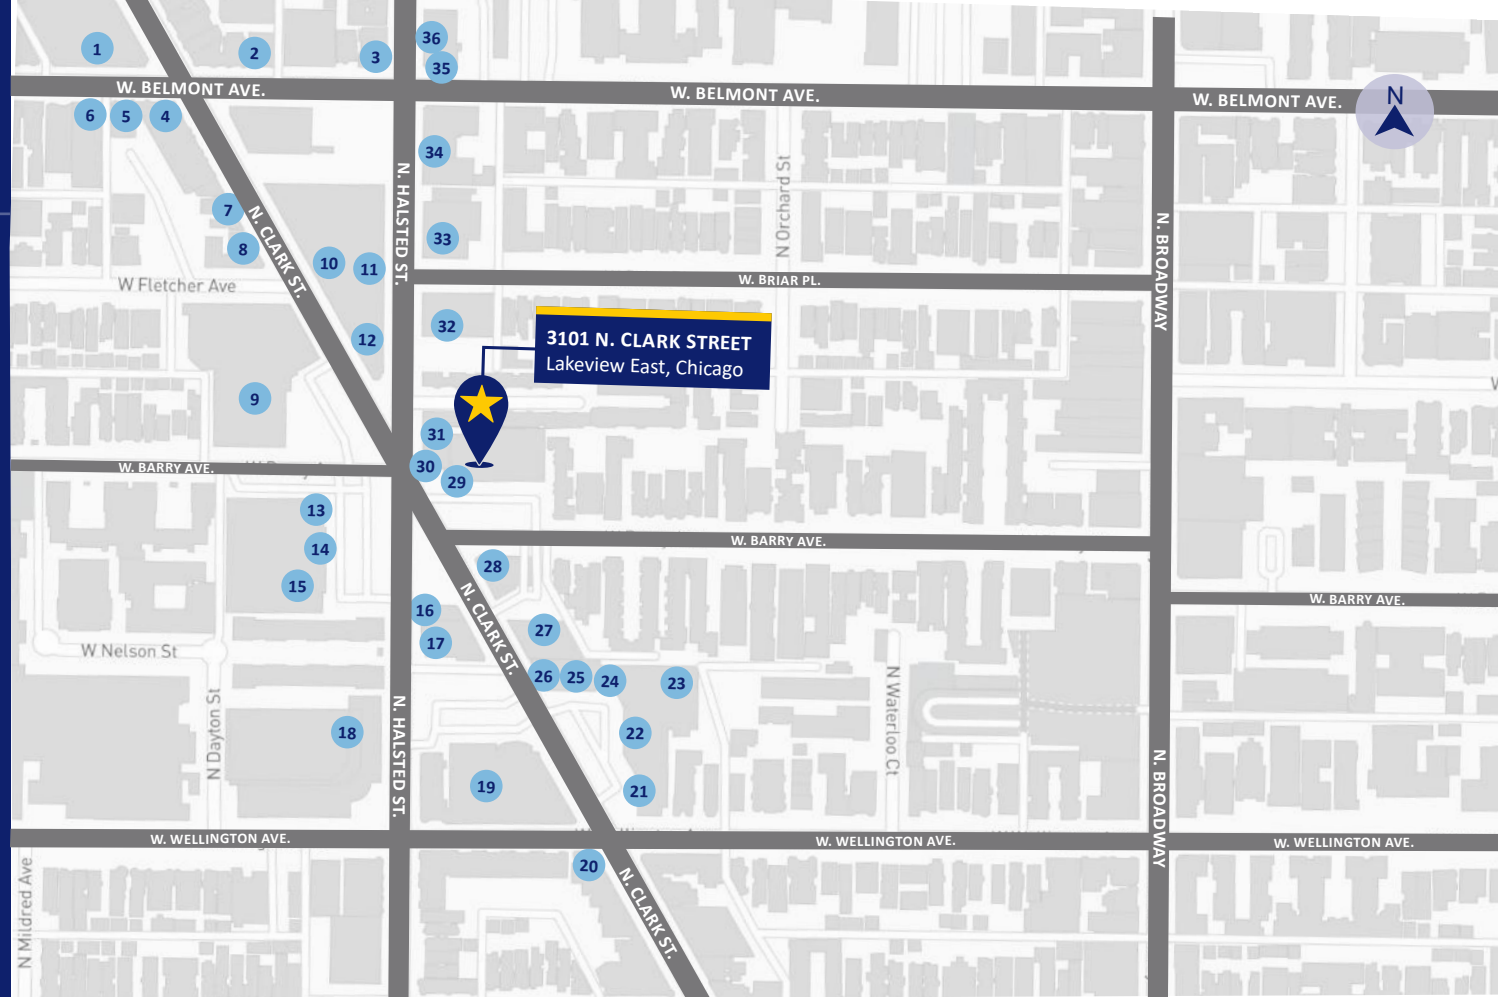 36
1
2
3
35
W. BELMONT AVE.
W. BELMONT AVE.
W. BELMONT AVE.
N
6
5
4
34
N. HALSTED ST.
N Orchard St
7
N. CLARK ST.
33
N. BROADWAY
8
10
11
W Fletcher Ave
W. BRIAR PL.
32
12
3101 N. CLARK STREET
Lakeview East, Chicago
9
31
W. BARRY AVE.
30
29
13
14
W. BARRY AVE.
28
15
W. BARRY AVE.
16
N. CLARK ST.
27
17
W Nelson St
26
25
24
23
N Dayton St
N. HALSTED ST.
N Waterloo Ct
18
22
19
21
N. BROADWAY
W. WELLINGTON AVE.
W. WELLINGTON AVE.
W. WELLINGTON AVE.
20
N Mildred Ave
N. CLARK ST.